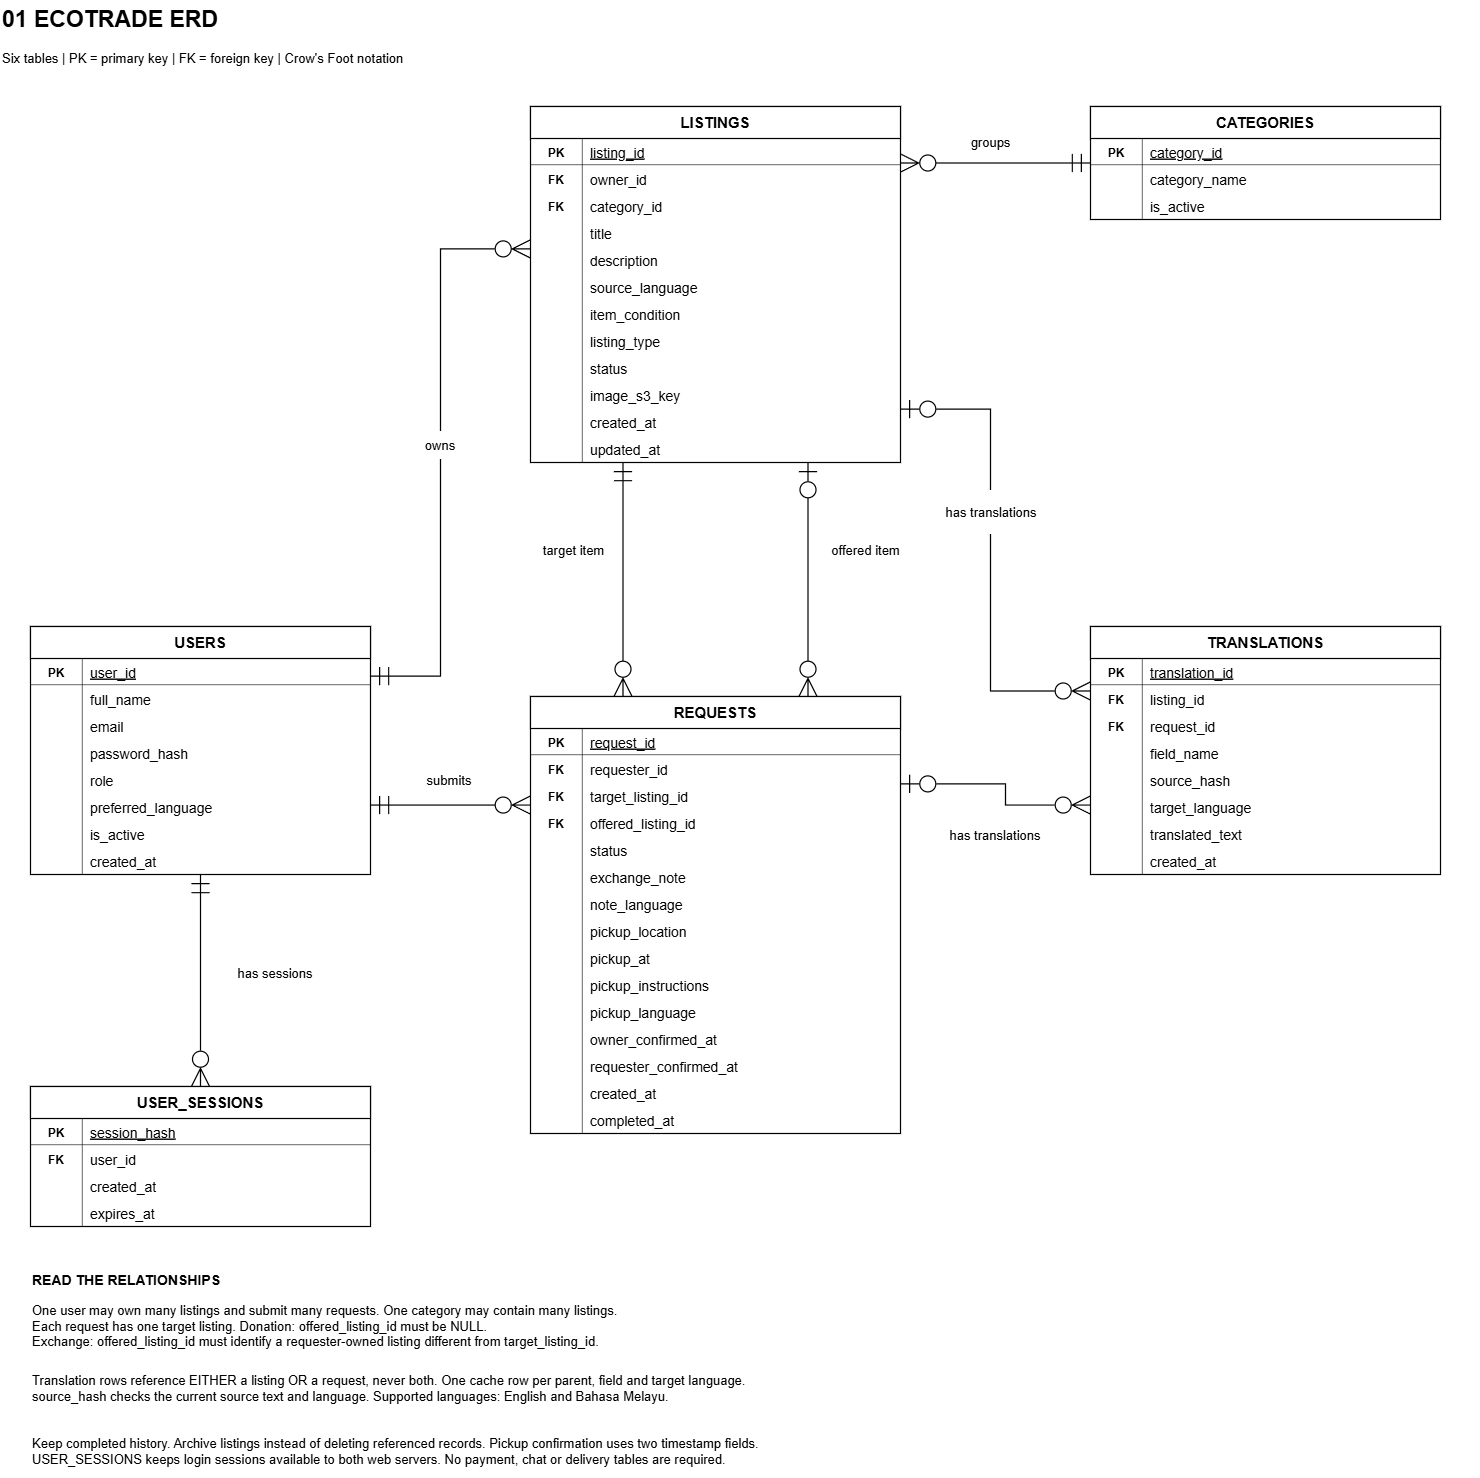 01 ECOTRADE ERD
Six tables | PK = primary key | FK = foreign key | Crow's Foot notation
LISTINGS
PK listing_id
FK owner_id
FK category_id
title
description
source_language
item_condition
listing_type
status
image_s3_key
created_at
updated_at
groups
CATEGORIES
PK category_id
category_name
is_active
owns
target item
offered item
has translations
USERS
PK user_id
full_name
email
password_hash
role
preferred_language
is_active
created_at
submits
REQUESTS
PK request_id
FK requester_id
FK target_listing_id
FK offered_listing_id
status
exchange_note
note_language
pickup_location
pickup_at
pickup_instructions
pickup_language
owner_confirmed_at
requester_confirmed_at
created_at
completed_at
has translations
TRANSLATIONS
PK translation_id
FK listing_id
FK request_id
field_name
source_hash
target_language
translated_text
created_at
has sessions
USER_SESSIONS
PK session_hash
FK user_id
created_at
expires_at
READ THE RELATIONSHIPS
One user may own many listings and submit many requests. One category may contain many listings.
Each request has one target listing. Donation: offered_listing_id must be NULL.
Exchange: offered_listing_id must identify a requester-owned listing different from target_listing_id.
Translation rows reference EITHER a listing OR a request, never both. One cache row per parent, field and target language.
source_hash checks the current source text and language. Supported languages: English and Bahasa Melayu.
Keep completed history. Archive listings instead of deleting referenced records. Pickup confirmation uses two timestamp fields.
USER_SESSIONS keeps login sessions available to both web servers. No payment, chat or delivery tables are required.